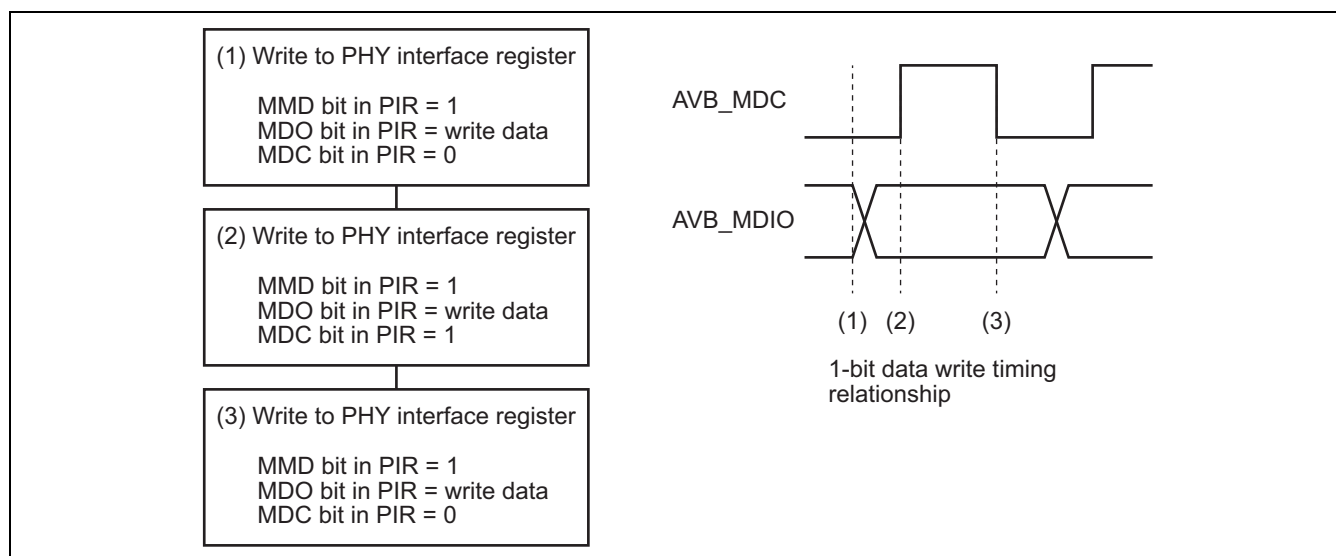 (1) Write to PHY interface register
MMD bit in PIR = 1
MDO bit in PIR = write data
MDC bit in PIR = 0
(2) Write to PHY interface register
MMD bit in PIR = 1
MDO bit in PIR = write data
MDC bit in PIR = 1
(3) Write to PHY interface register
MMD bit in PIR = 1
MDO bit in PIR = write data
MDC bit in PIR = 0
AVB_MDC
AVB_MDIO
(1) (2) (3)
1-bit data write timing
relationship